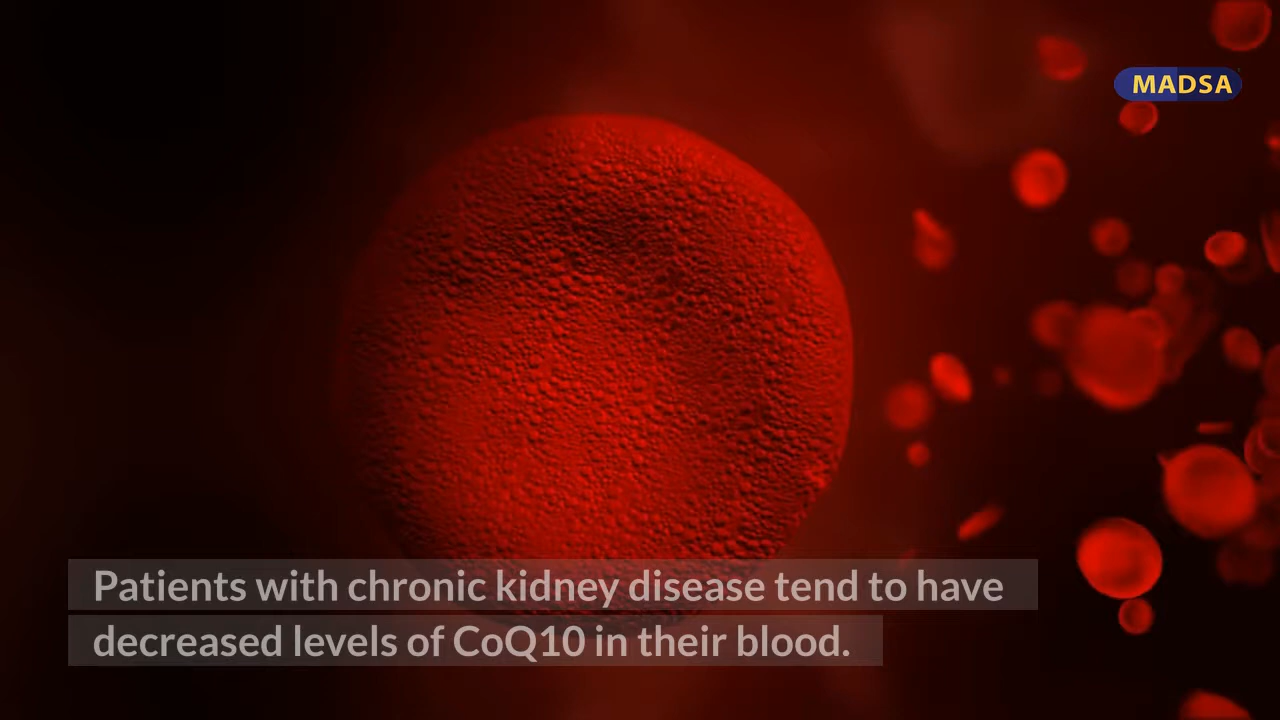 MADSA
Patients with chronic kidney disease tend to have
decreased levels of CoQ10 in their blood.